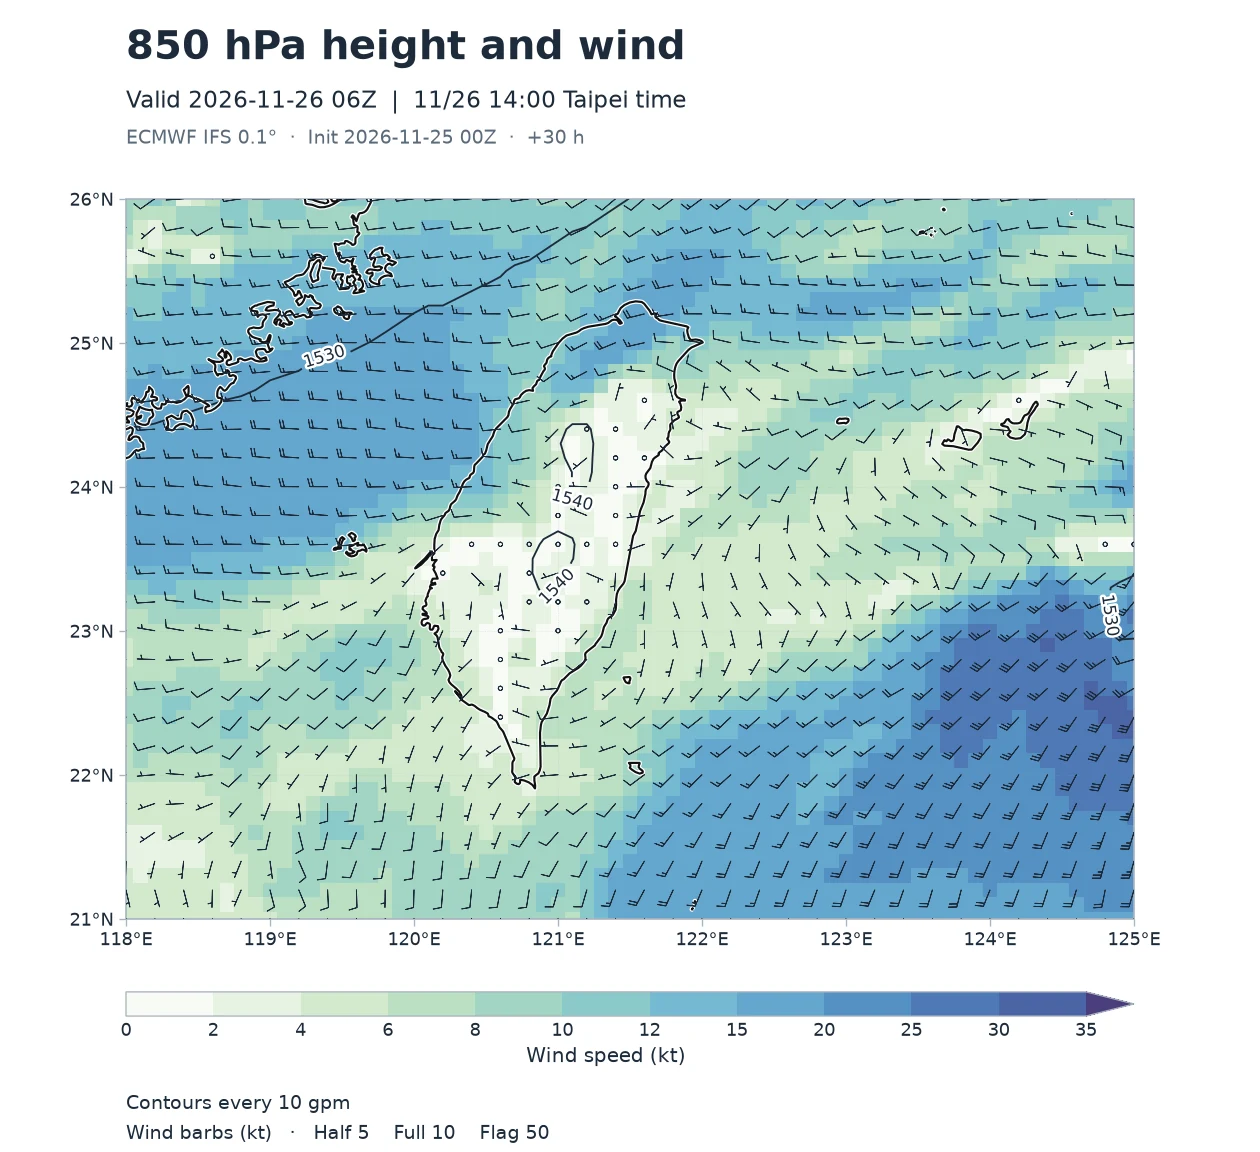 850 hPa height and wind
Valid 2026-11-26 06Z | 11/26 14:00 Taipei time
ECMWF IFS 0.1° · Init 2026-11-25 00Z · +30 h
26°N
25°N
24°N
23°N
22°N
21°N
1530
1540
1540
1530
118°E 119°E 120°E 121°E 122°E 123°E 124°E 125°E
0 2 4 6 8 10 12 15 20 25 30 35
Wind speed (kt)
Contours every 10 gpm
Wind barbs (kt) · Half 5 Full 10 Flag 50